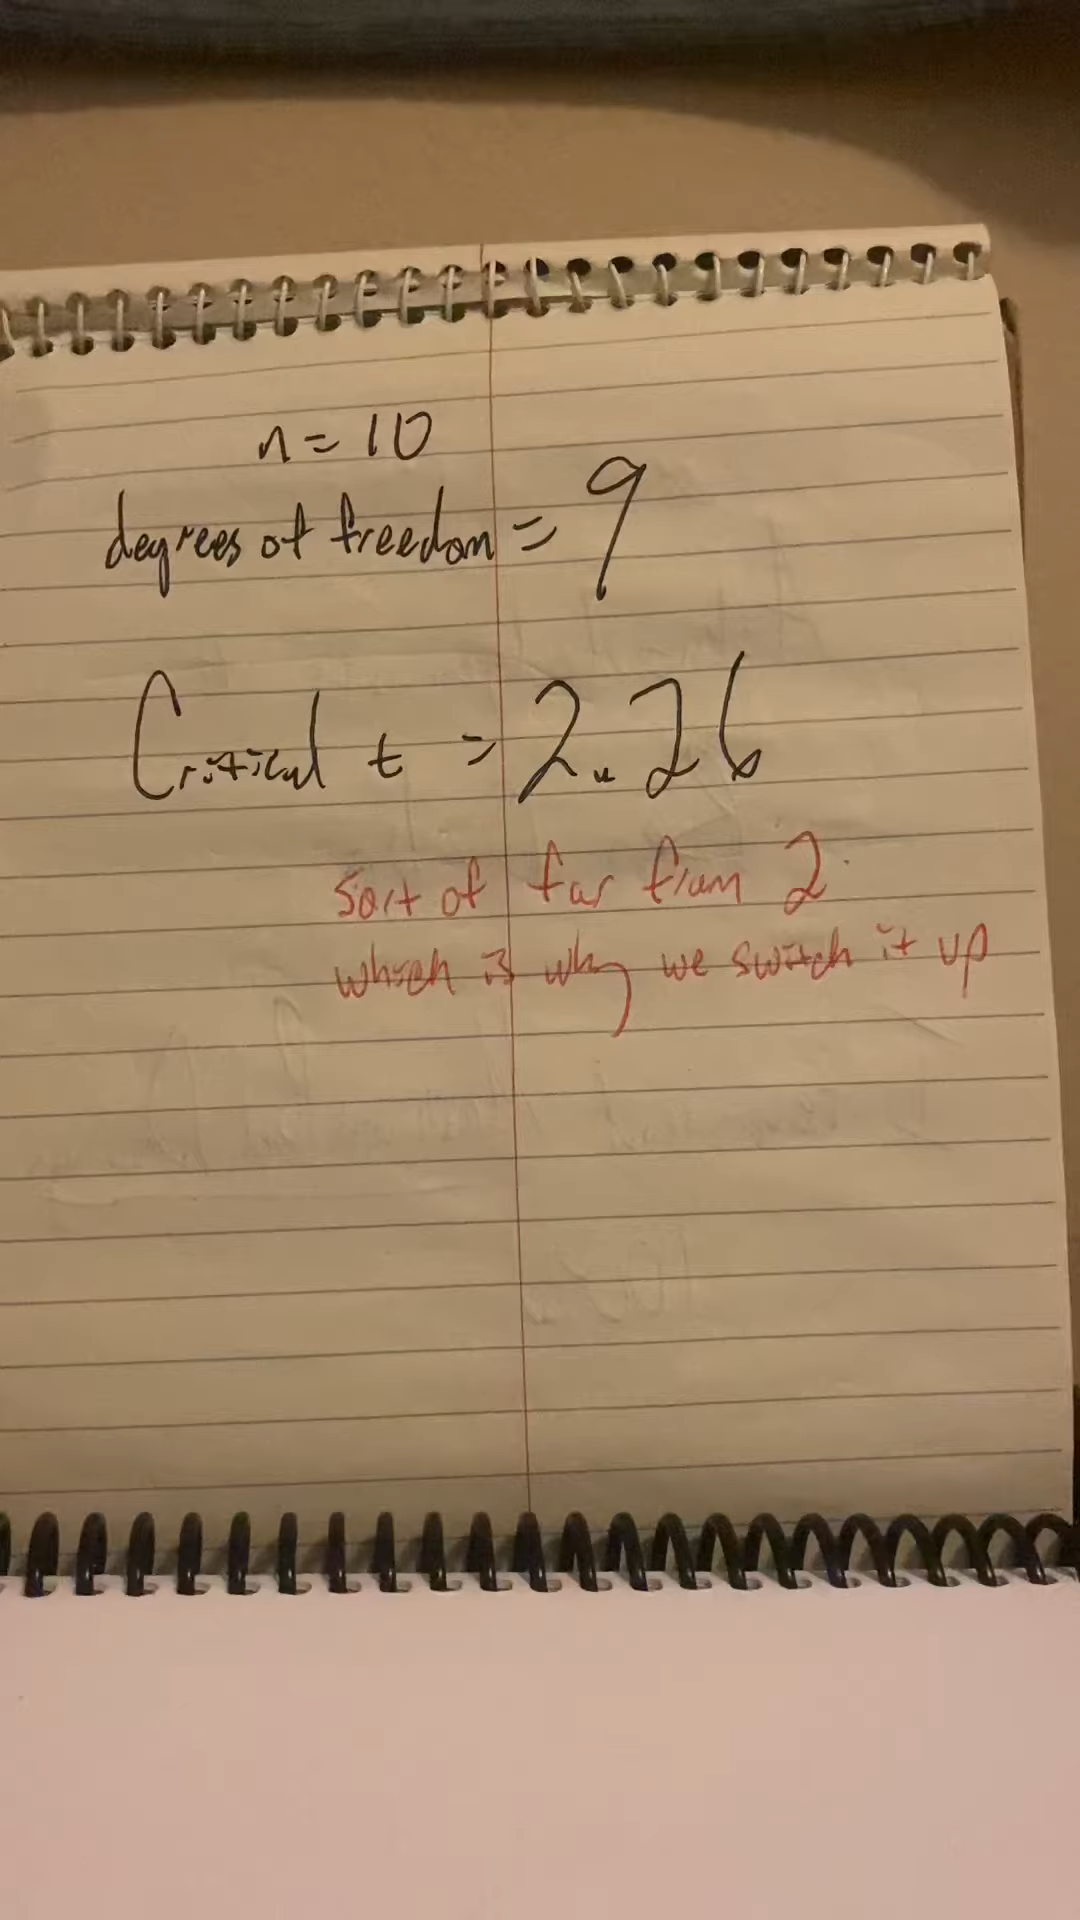 n = 10
degrees of freedom = 9
Critical t = 2.26
sort of far from 2
which is why we switch it up